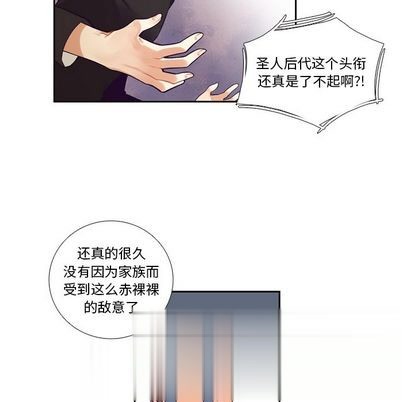 圣人后代这个头衔
还真是了不起啊?!
还真的很久
没有因为家族而
受到这么赤裸裸
的敌意了